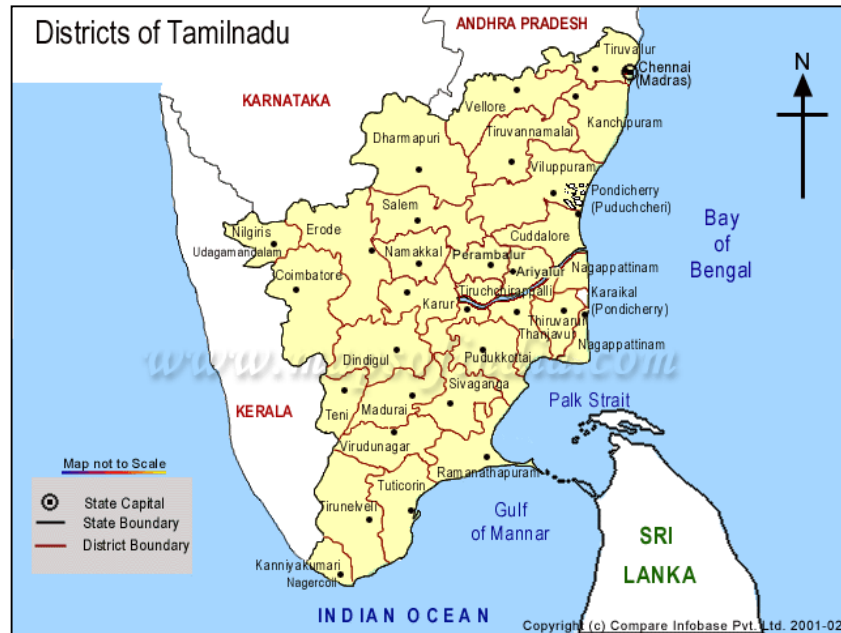 Districts of Tamilnadu
ANDHRA PRADESH
N
Tiruvalur
Chennai
(Madras)
KARNATAKA
Vellore
Kanchipuram
Dharmapuri
Tiruvannamalai
Viluppuram
Pondicherry
(Puduchcheri)
Salem
Nilgiris
Erode
Cuddalore
Bay
of
Bengal
Udagamandalam
Namakkal
Perambalur
Ariyalur
Nagappattinam
Coimbatore
Tiruchchirappalli
Karur
Karaikal
(Pondicherry)
Thiruvarur
Thanjavur
Nagappattinam
Dindigul
Pudukkottai
www.mapsofindia.com
Sivaganga
Palk Strait
KERALA
Teni
Madurai
Virudunagar
Map not to Scale
Ramanathapuram
State Capital
State Boundary
District Boundary
Tuticorin
Tirunelveli
Gulf
of Mannar
SRI
LANKA
Kanniyakumari
Nagercoil
INDIAN OCEAN
Copyright (c) Compare Infobase Pvt. Ltd. 2001-02